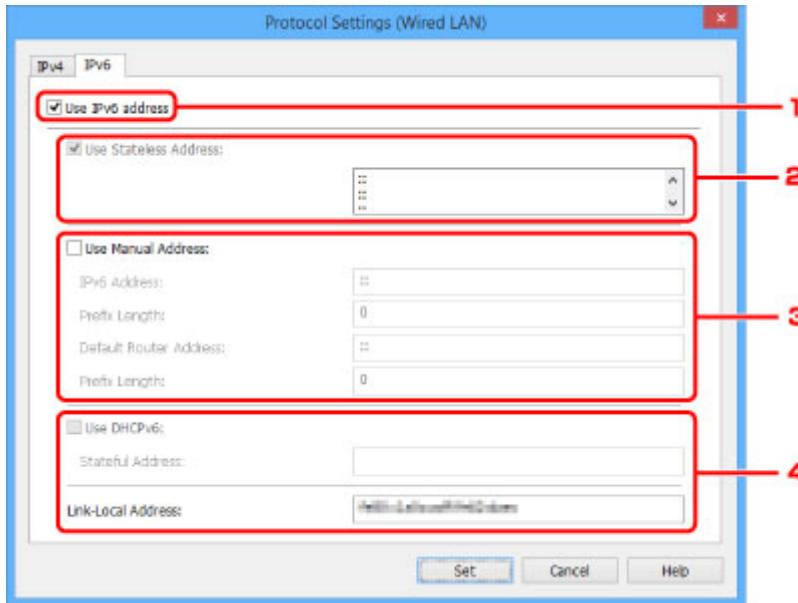 Protocol Settings (Wired LAN)
IPv4 IPv6
Use IPv6 address
1
Use Stateless Address:
::
::
::
2
Use Manual Address:
IPv6 Address: ::
Prefix Length: 0
3
Default Router Address: ::
Prefix Length: 0
Use DHCPv6:
Stateful Address:
4
Link-Local Address:
Set Cancel Help